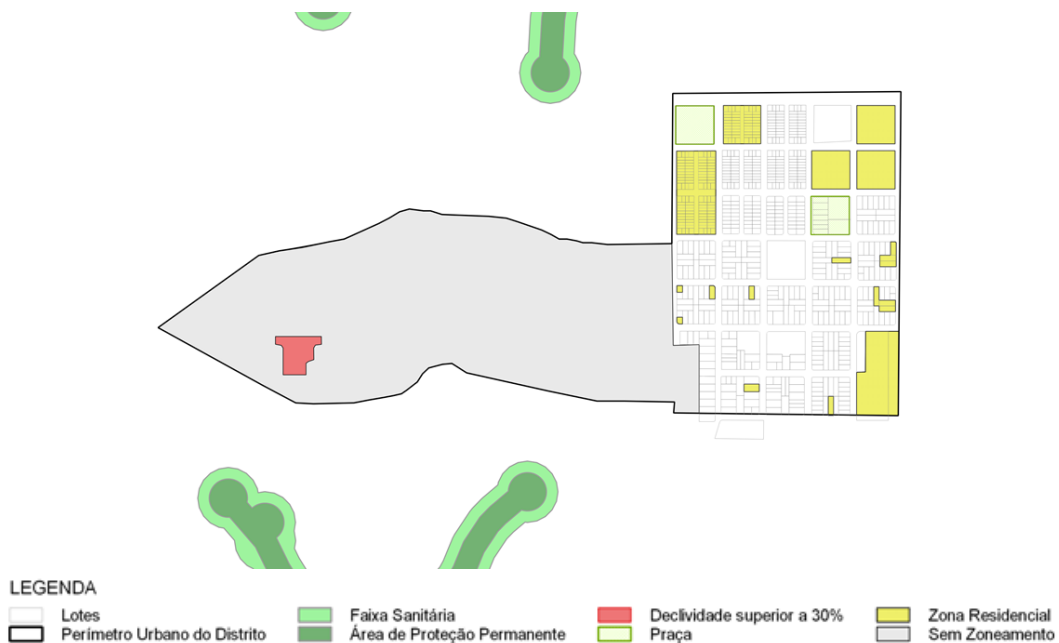 LEGENDA
Lotes
Perímetro Urbano do Distrito
Faixa Sanitária
Área de Proteção Permanente
Declividade superior a 30%
Praça
Zona Residencial
Sem Zoneamento